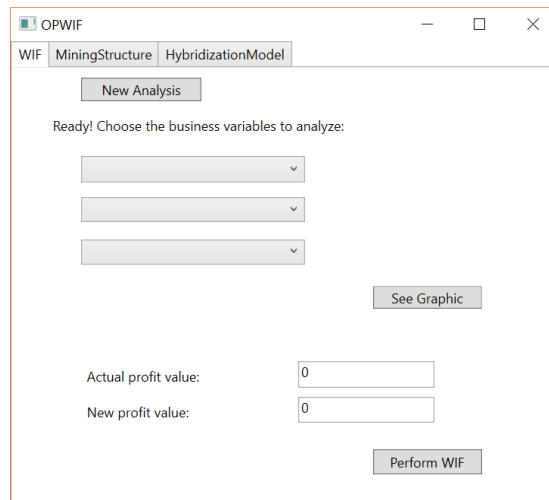 OPWIF
WIF MiningStructure HybridizationModel
New Analysis
Ready! Choose the business variables to analyze:
See Graphic
Actual profit value: 0
New profit value: 0
Perform WIF